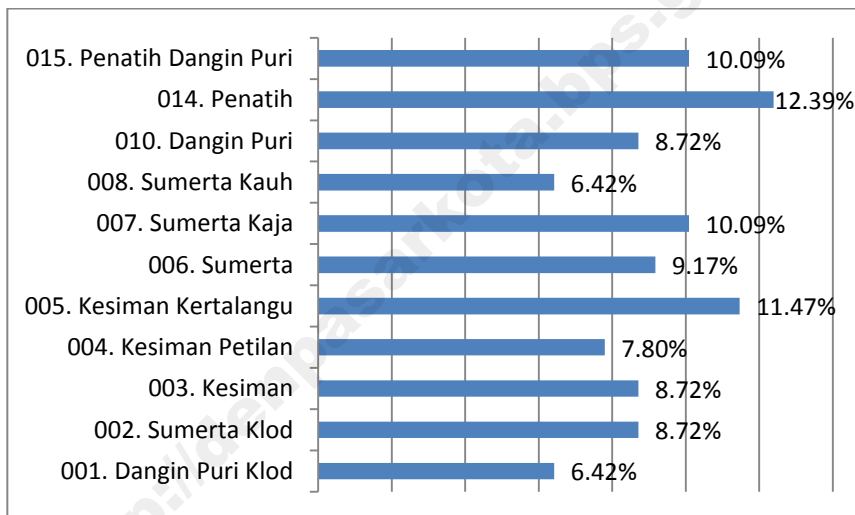 015. Penatih Dangin Puri 10.09%
014. Penatih 12.39%
010. Dangin Puri 8.72%
008. Sumerta Kauh 6.42%
007. Sumerta Kaja 10.09%
006. Sumerta 9.17%
005. Kesiman Kertalangu 11.47%
004. Kesiman Petilan 7.80%
003. Kesiman 8.72%
002. Sumerta Klod 8.72%
001. Dangin Puri Klod 6.42%
p://denpasarkota.bps.g